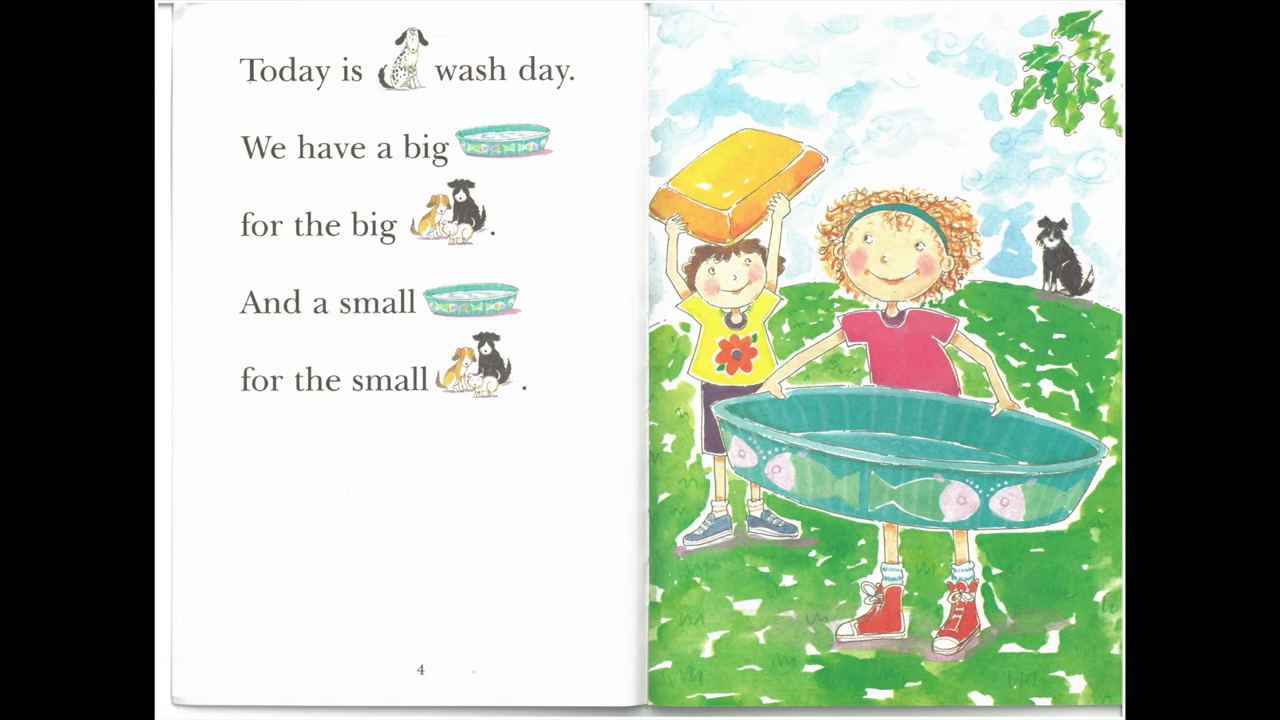 Today is wash day.
We have a big
for the big .
And a small
for the small .
4